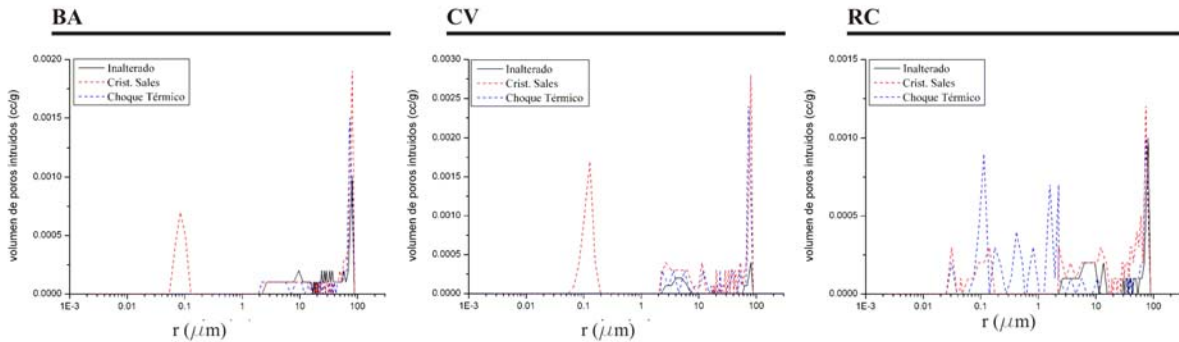 BA
CV
RC
volumen de poros intruidos (cc/g)
0.0020
0.0015
0.0010
0.0005
0.0000
Inalterado
Crist. Sales
Choque Térmico
1E-3
0.01
0.1
1
10
100
r (μm)
volumen de poros intruidos (cc/g)
0.0030
0.0025
0.0020
0.0015
0.0010
0.0005
0.0000
Inalterado
Crist. Sales
Choque Térmico
1E-3
0.01
0.1
1
10
100
r (μm)
volumen de poros intruidos (cc/g)
0.0015
0.0010
0.0005
0.0000
Inalterado
Crist. Sales
Choque Térmico
1E-3
0.01
0.1
1
10
100
r (μm)